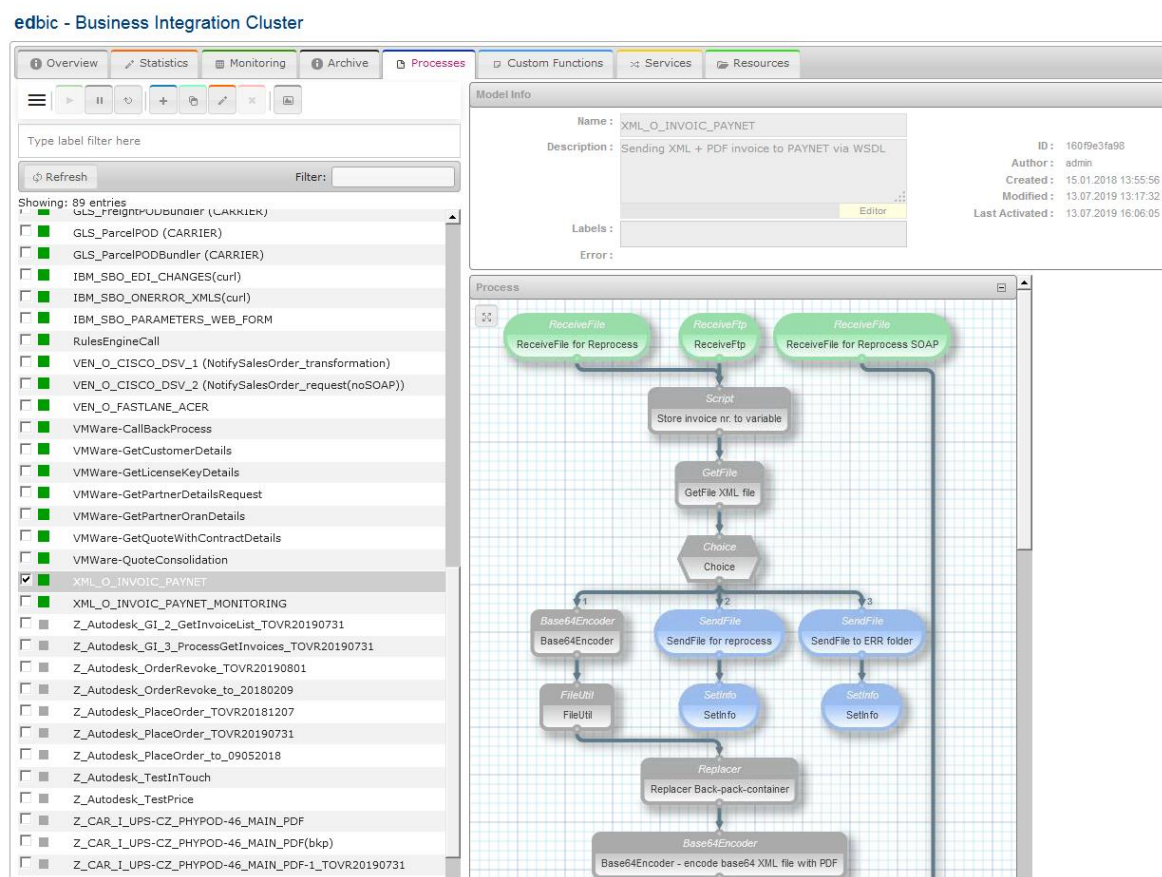 edbic - Business Integration Cluster
Overview
Statistics
Monitoring
Archive
Processes
Custom Functions
Services
Resources
Type label filter here
Refresh
Filter:
Showing: 89 entries
GLS_FreightPODBundler (CARRIER)
GLS_ParcelPOD (CARRIER)
GLS_ParcelPODBundler (CARRIER)
IBM_SBO_EDI_CHANGES(curl)
IBM_SBO_ONERROR_XMLS(curl)
IBM_SBO_PARAMETERS_WEB_FORM
RulesEngineCall
VEN_O_CISCO_DSV_1 (NotifySalesOrder_transformation)
VEN_O_CISCO_DSV_2 (NotifySalesOrder_request(noSOAP))
VEN_O_FASTLANE_ACER
VMWare-CallBackProcess
VMWare-GetCustomerDetails
VMWare-GetLicenseKeyDetails
VMWare-GetPartnerDetailsRequest
VMWare-GetPartnerOranDetails
VMWare-GetQuoteWithContractDetails
VMWare-QuoteConsolidation
XML_O_INVOIC_PAYNET
XML_O_INVOIC_PAYNET_MONITORING
Z_Autodesk_GI_2_GetInvoiceList_TOVR20190731
Z_Autodesk_GI_3_ProcessGetInvoices_TOVR20190731
Z_Autodesk_OrderRevoke_TOVR20190801
Z_Autodesk_OrderRevoke_to_20180209
Z_Autodesk_PlaceOrder_TOVR20181207
Z_Autodesk_PlaceOrder_TOVR20190731
Z_Autodesk_PlaceOrder_to_09052018
Z_Autodesk_TestInTouch
Z_Autodesk_TestPrice
Z_CAR_I_UPS-CZ_PHYPOD-46_MAIN_PDF
Z_CAR_I_UPS-CZ_PHYPOD-46_MAIN_PDF(bkp)
Z_CAR_I_UPS-CZ_PHYPOD-46_MAIN_PDF-1_TOVR20190731
Model Info
Name : XML_O_INVOIC_PAYNET
Description : Sending XML + PDF invoice to PAYNET via WSDL
Editor
Labels :
Error :
ID : 160f9e3fa98
Author : admin
Created : 15.01.2018 13:55:56
Modified : 13.07.2019 13:17:32
Last Activated : 13.07.2019 16:06:05
Process
ReceiveFile
ReceiveFile for Reprocess
ReceiveFtp
ReceiveFtp
ReceiveFile
ReceiveFile for Reprocess SOAP
Script
Store invoice nr. to variable
GetFile
GetFile XML file
Choice
Choice
1
2
3
Base64Encoder
Base64Encoder
SendFile
SendFile for reprocess
SendFile
SendFile to ERR folder
FileUtil
FileUtil
SetInfo
SetInfo
SetInfo
SetInfo
Replacer
Replacer Back-pack-container
Base64Encoder
Base64Encoder - encode base64 XML file with PDF